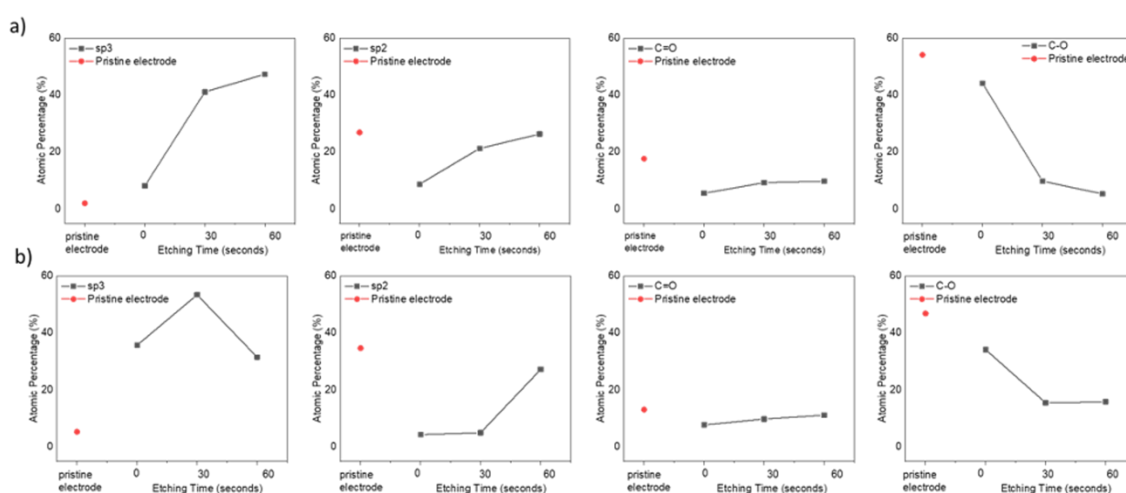 a)
60
40
20
0
Atomic Percentage (%)
sp3
Pristine electrode
pristine
electrode
0
30
60
Etching Time (seconds)
60
40
20
0
Atomic Percentage (%)
sp2
Pristine electrode
pristine
electrode
0
30
60
Etching Time (seconds)
60
40
20
0
Atomic Percentage (%)
C=O
Pristine electrode
pristine
electrode
0
30
60
Etching Time (seconds)
60
40
20
0
Atomic Percentage (%)
C-O
Pristine electrode
pristine
electrode
0
30
60
Etching Time (seconds)
b)
60
40
20
0
Atomic Percentage (%)
sp3
Pristine electrode
pristine
electrode
0
30
60
Etching Time (seconds)
60
40
20
0
Atomic Percentage (%)
sp2
Pristine electrode
pristine
electrode
0
30
60
Etching Time (seconds)
60
40
20
0
Atomic Percentage (%)
C=O
Pristine electrode
pristine
electrode
0
30
60
Etching Time (seconds)
60
40
20
0
Atomic Percentage (%)
C-O
Pristine electrode
pristine
electrode
0
30
60
Etching Time (seconds)